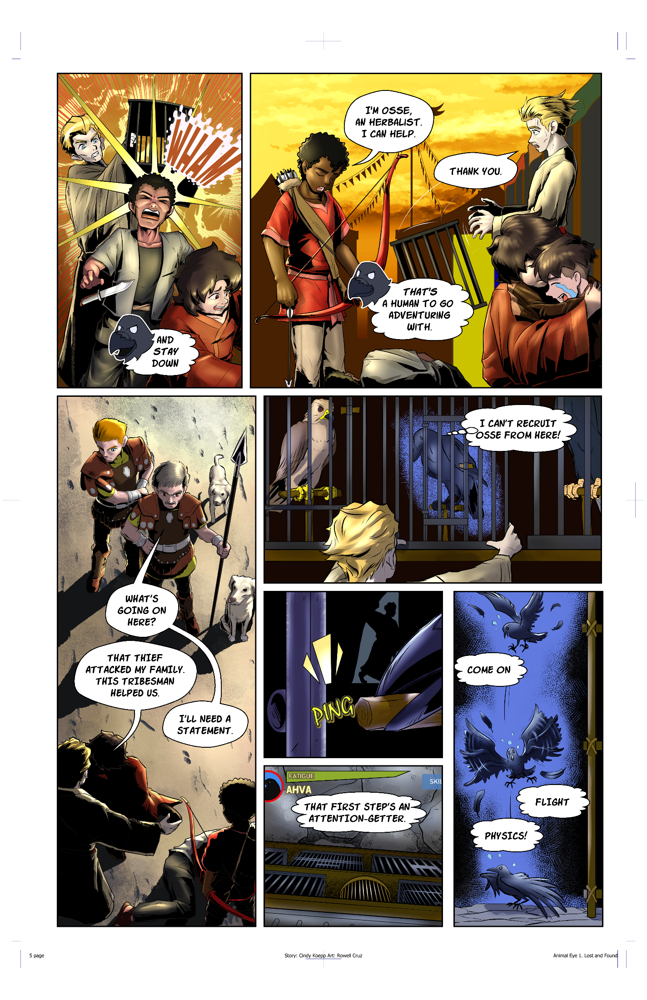 WHAM
AND
STAY
DOWN
I'M OSSE,
AN HERBALIST.
I CAN HELP.
THANK YOU.
THAT'S
A HUMAN TO GO
ADVENTURING
WITH.
WHAT'S
GOING ON
HERE?
THAT THIEF
ATTACKED MY FAMILY.
THIS TRIBESMAN
HELPED US.
I'LL NEED A
STATEMENT.
I CAN'T RECRUIT
OSSE FROM HERE!
PING
FATIGUE
SKIL
AHVA
THAT FIRST STEP'S AN
ATTENTION-GETTER.
COME ON
FLIGHT
PHYSICS!
5 page
Story: Cindy Koepp Art: Rowell Cruz
Animal Eye 1. Lost and Found